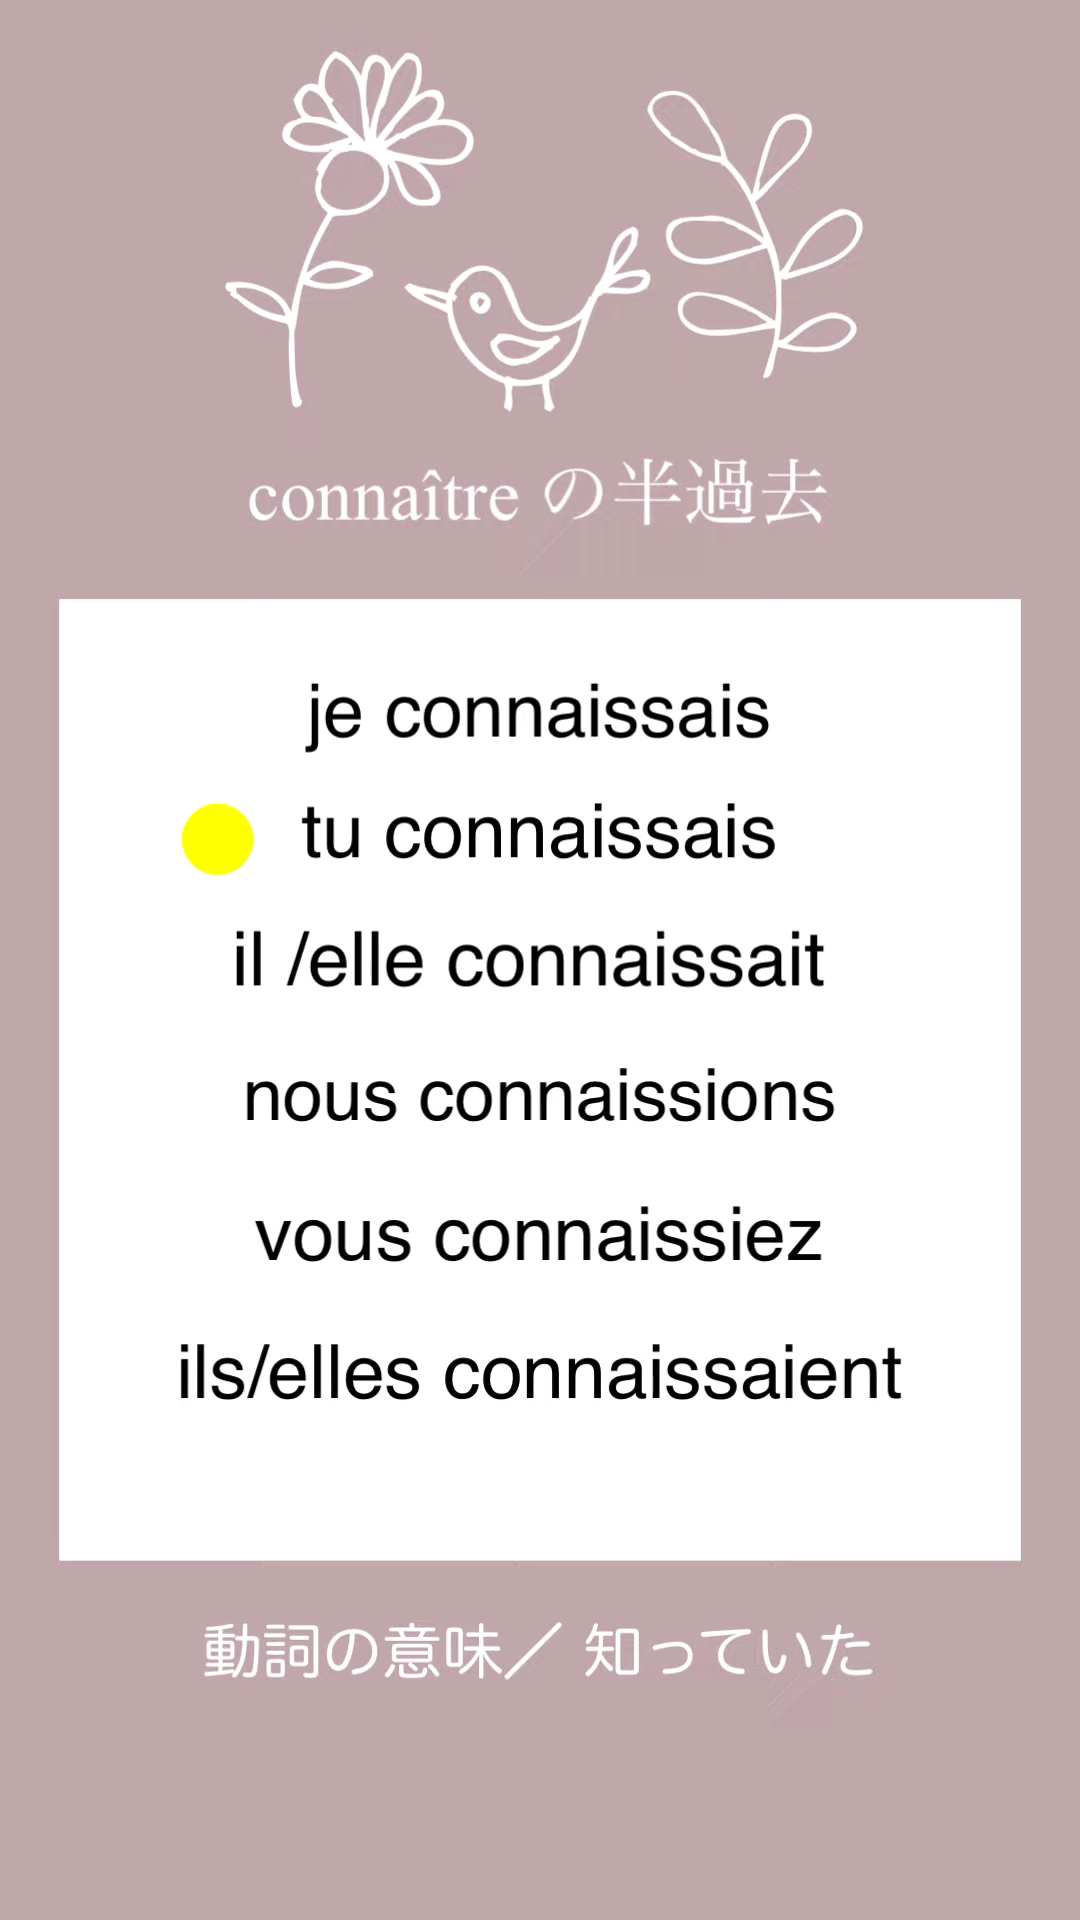 connaître の半過去
je connaissais
tu connaissais
il /elle connaissait
nous connaissions
vous connaissiez
ils/elles connaissaient
動詞の意味／ 知っていた